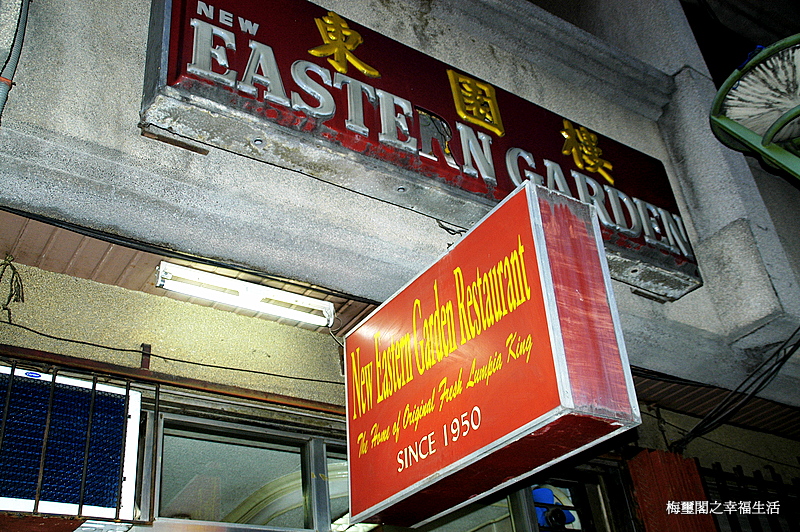 NEW
東園樓
EASTERN GARDEN
New Eastern Garden Restaurant
The Home of Original Fresh Lumpia King
SINCE 1950
梅璽閣之幸福生活